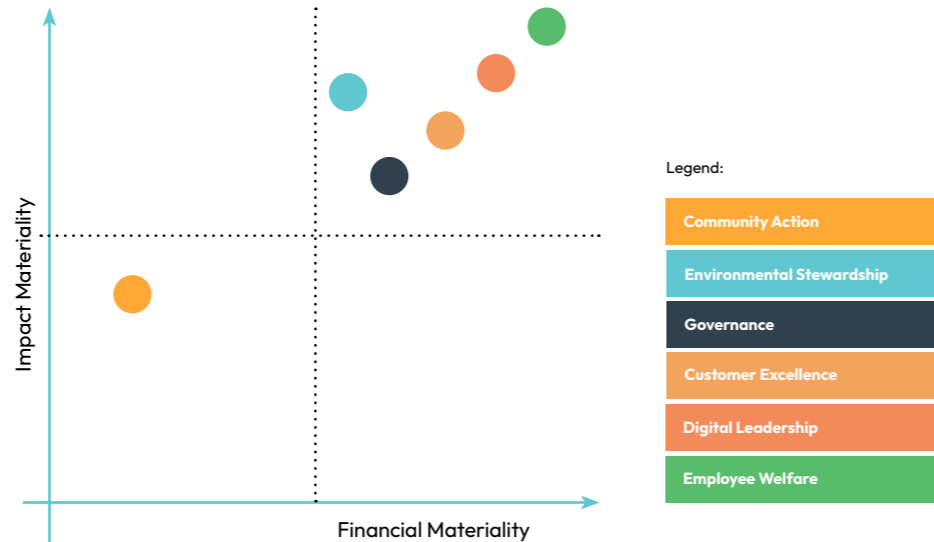 Impact Materiality
Financial Materiality
Legend:
Community Action
Environmental Stewardship
Governance
Customer Excellence
Digital Leadership
Employee Welfare